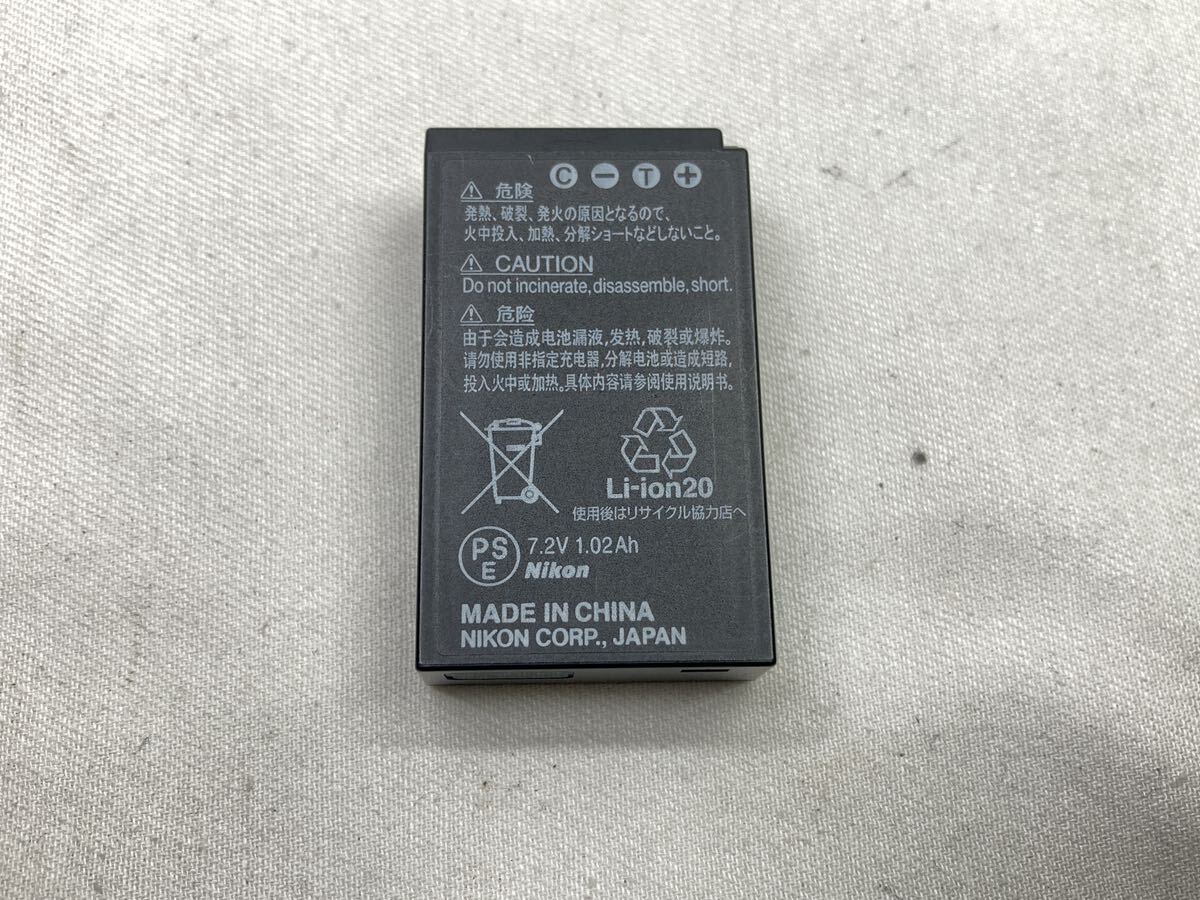 C − T +
⚠ 危険
発熱、破裂、発火の原因となるので、
火中投入、加熱、分解ショートなどしないこと。
⚠ CAUTION
Do not incinerate, disassemble, short.
⚠ 危险
由于会造成电池漏液,发热,破裂或爆炸。
请勿使用非指定充电器,分解电池或造成短路,
投入火中或加热。具体内容请参阅使用说明书。
Li-ion20
使用後はリサイクル協力店へ
PS
E
7.2V 1.02Ah
Nikon
MADE IN CHINA
NIKON CORP., JAPAN